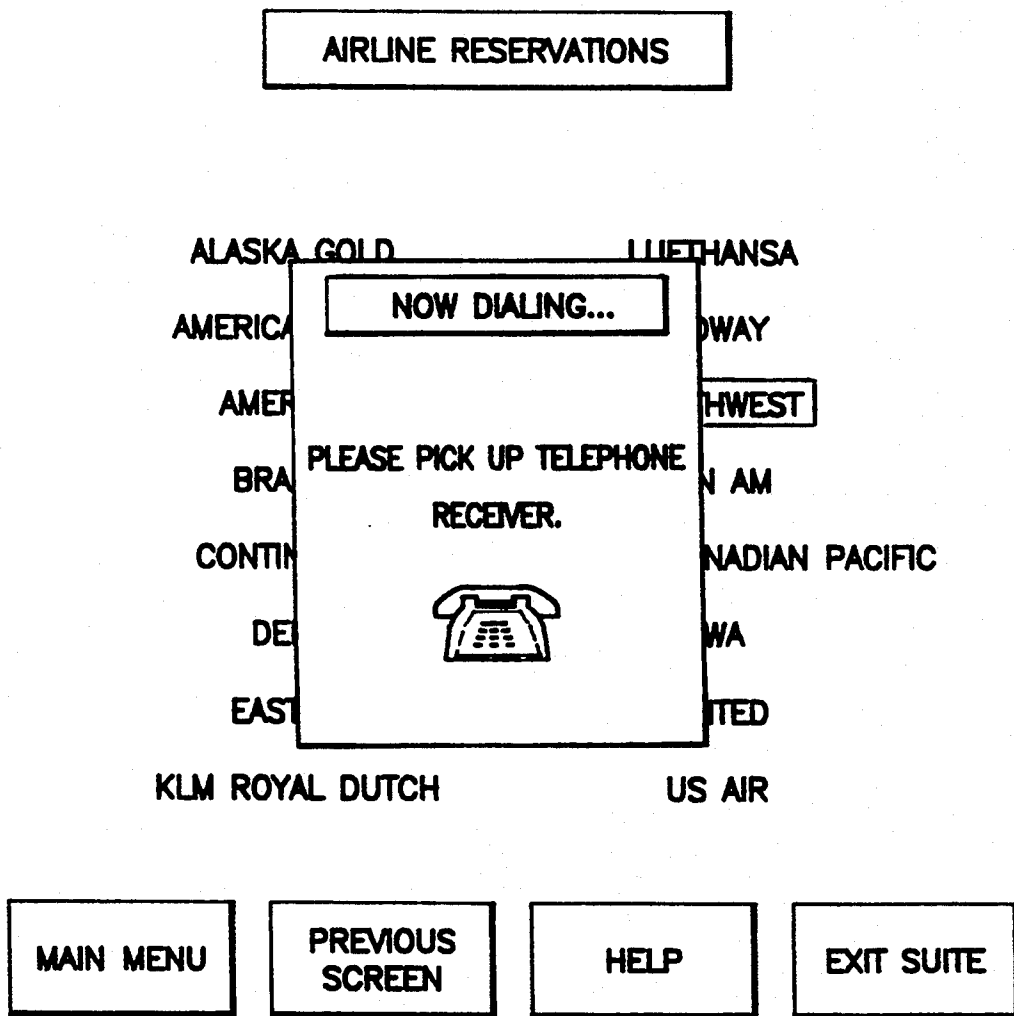 AIRLINE RESERVATIONS
ALASKA GOLD LUFTHANSA
NOW DIALING...
AMERICA DWAY
AMER HWEST
PLEASE PICK UP TELEPHONE
BRA N AM
RECEIVER.
CONTIN NADIAN PACIFIC
DE WA
EAST ITED
KLM ROYAL DUTCH US AIR
MAIN MENU
PREVIOUS
SCREEN
HELP
EXIT SUITE